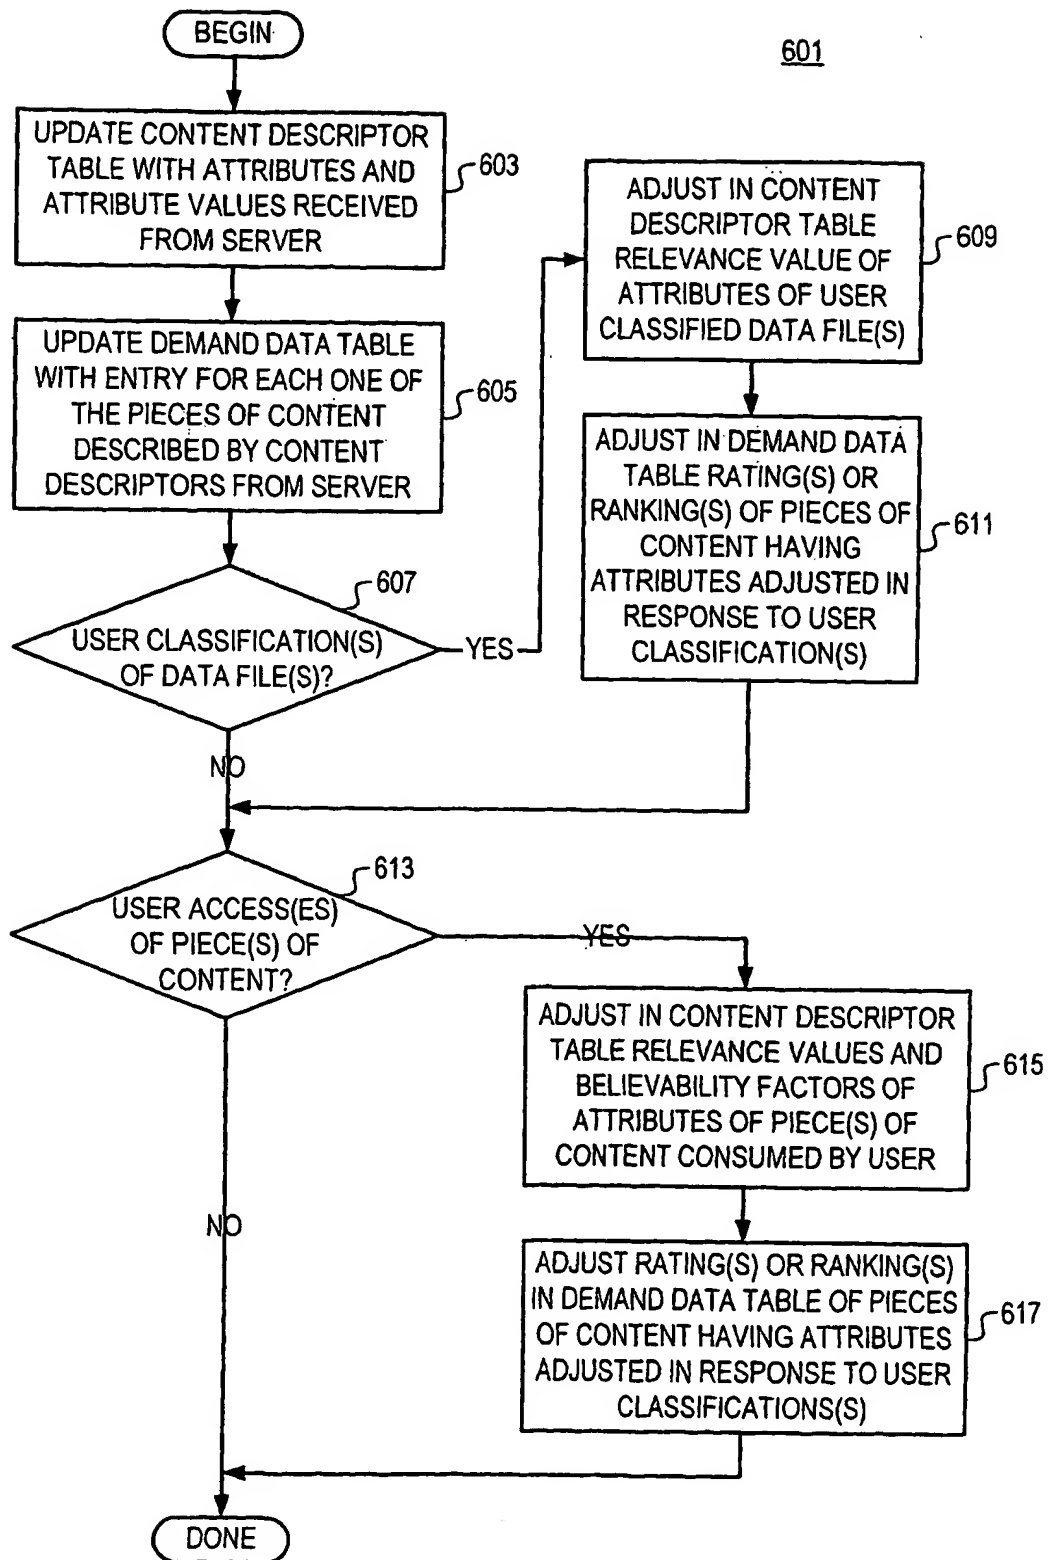 BEGIN
601
UPDATE CONTENT DESCRIPTOR
TABLE WITH ATTRIBUTES AND
ATTRIBUTE VALUES RECEIVED
FROM SERVER
603
UPDATE DEMAND DATA TABLE
WITH ENTRY FOR EACH ONE OF
THE PIECES OF CONTENT
DESCRIBED BY CONTENT
DESCRIPTORS FROM SERVER
605
607
USER CLASSIFICATION(S)
OF DATA FILE(S)?
YES
NO
ADJUST IN CONTENT
DESCRIPTOR TABLE
RELEVANCE VALUE OF
ATTRIBUTES OF USER
CLASSIFIED DATA FILE(S)
609
ADJUST IN DEMAND DATA
TABLE RATING(S) OR
RANKING(S) OF PIECES OF
CONTENT HAVING
ATTRIBUTES ADJUSTED IN
RESPONSE TO USER
CLASSIFICATION(S)
611
613
USER ACCESS(ES)
OF PIECE(S) OF
CONTENT?
YES
NO
ADJUST IN CONTENT DESCRIPTOR
TABLE RELEVANCE VALUES AND
BELIEVABILITY FACTORS OF
ATTRIBUTES OF PIECE(S) OF
CONTENT CONSUMED BY USER
615
ADJUST RATING(S) OR RANKING(S)
IN DEMAND DATA TABLE OF PIECES
OF CONTENT HAVING ATTRIBUTES
ADJUSTED IN RESPONSE TO USER
CLASSIFICATIONS(S)
617
DONE